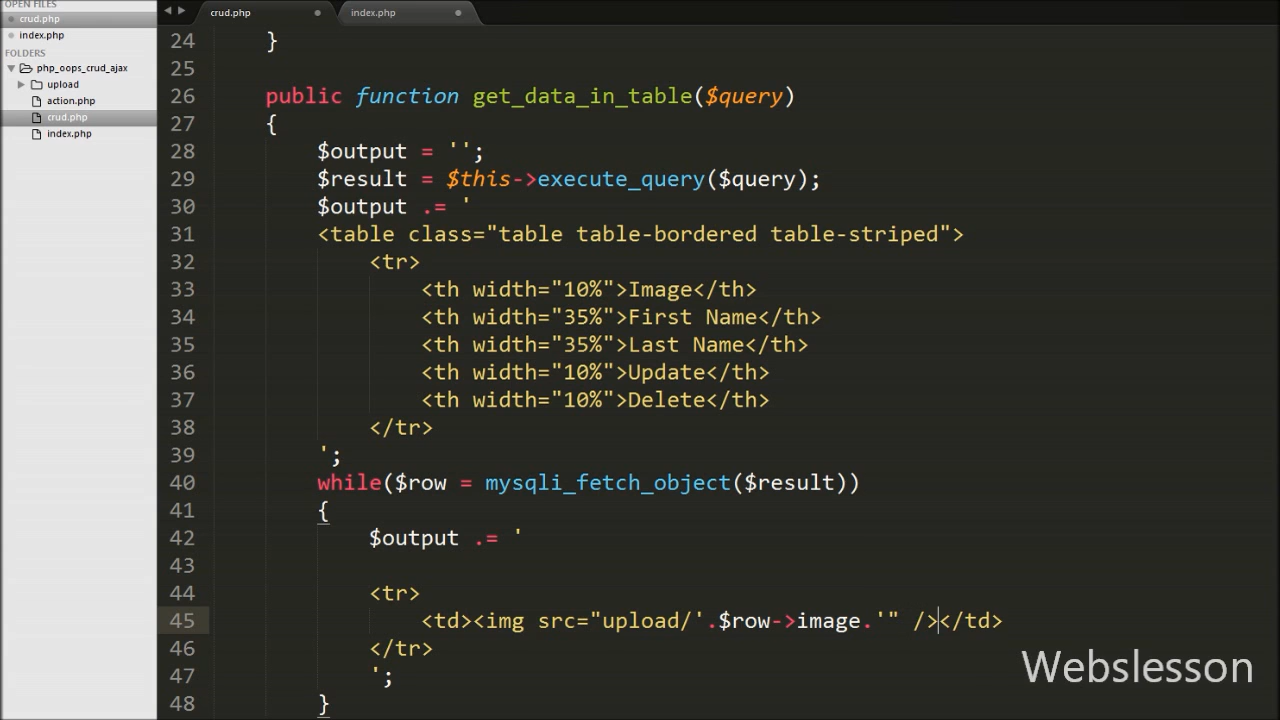 OPEN FILES
crud.php
index.php
FOLDERS
php_oops_crud_ajax
upload
action.php
crud.php
index.php
crud.php
index.php
24 }
25
26 public function get_data_in_table($query)
27 {
28 $output = '';
29 $result = $this->execute_query($query);
30 $output .= '
31 <table class="table table-bordered table-striped">
32 <tr>
33 <th width="10%">Image</th>
34 <th width="35%">First Name</th>
35 <th width="35%">Last Name</th>
36 <th width="10%">Update</th>
37 <th width="10%">Delete</th>
38 </tr>
39 ';
40 while($row = mysqli_fetch_object($result))
41 {
42 $output .= '
43
44 <tr>
45 <td><img src="upload/'.$row->image.'" /></td>
46 </tr>
47 ';
48 }
Webslesson